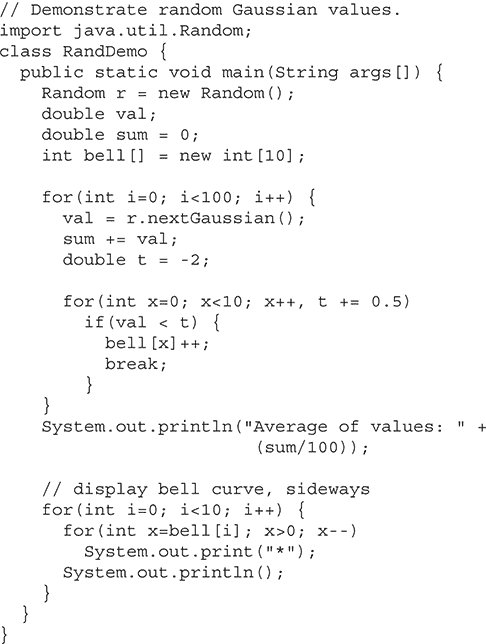 // Demonstrate random Gaussian values.
import java.util.Random;
class RandDemo {
  public static void main(String args[]) {
    Random r = new Random();
    double val;
    double sum = 0;
    int bell[] = new int[10];

    for(int i=0; i<100; i++) {
      val = r.nextGaussian();
      sum += val;
      double t = -2;

      for(int x=0; x<10; x++, t += 0.5)
        if(val < t) {
          bell[x]++;
          break;
        }
    }
    System.out.println("Average of values: " +
                        (sum/100));

    // display bell curve, sideways
    for(int i=0; i<10; i++) {
      for(int x=bell[i]; x>0; x--)
        System.out.print("*");
      System.out.println();
    }
  }
}